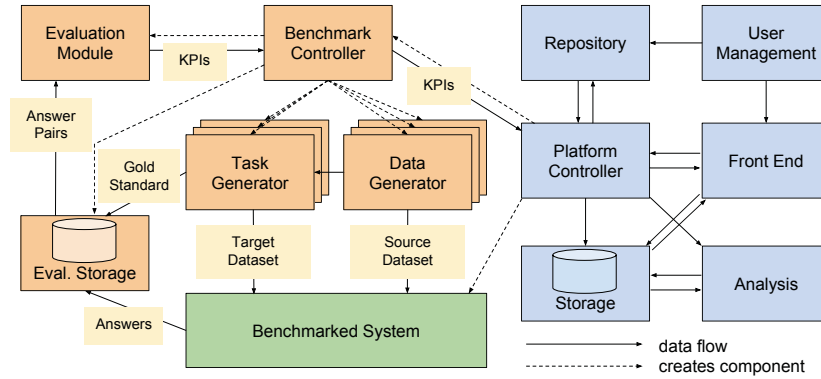 Evaluation
Module
KPIs
Benchmark
Controller
KPIs
Repository
User
Management
Answer
Pairs
Gold
Standard
Task
Generator
Data
Generator
Platform
Controller
Front End
Target
Dataset
Source
Dataset
Eval. Storage
Storage
Analysis
Answers
Benchmarked System
data flow
creates component